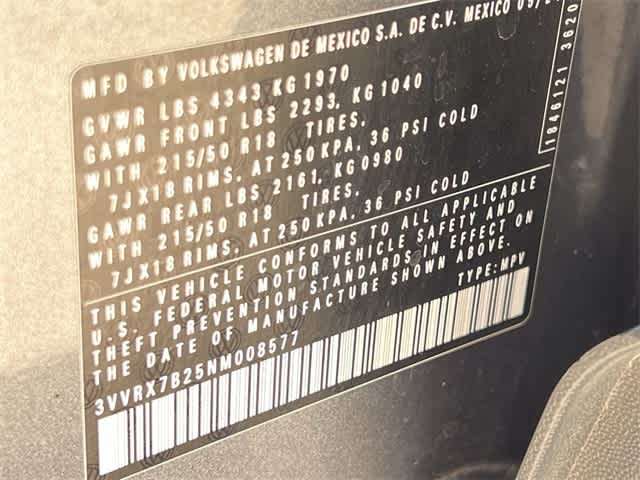 MFD BY VOLKSWAGEN DE MEXICO S.A. DE C.V. MEXICO
GVWR LBS 4343 KG 1970
GAWR FRONT LBS 2293, KG 1040
WITH 215/50 R18 TIRES,
7JX18 RIMS, AT 250 KPA, 36 PSI COLD
GAWR REAR LBS 2161, KG0980
WITH 215/50 R18 TIRES,
7JX18 RIMS, AT 250 KPA, 36 PSI COLD
THIS VEHICLE CONFORMS TO ALL APPLICABLE
U.S. FEDERAL MOTOR VEHICLE SAFETY AND
THEFT PREVENTION STANDARDS IN EFFECT ON
THE DATE OF MANUFACTURE SHOWN ABOVE.
TYPE: MPV
3VVRX7B25NM008577
1846121 3620